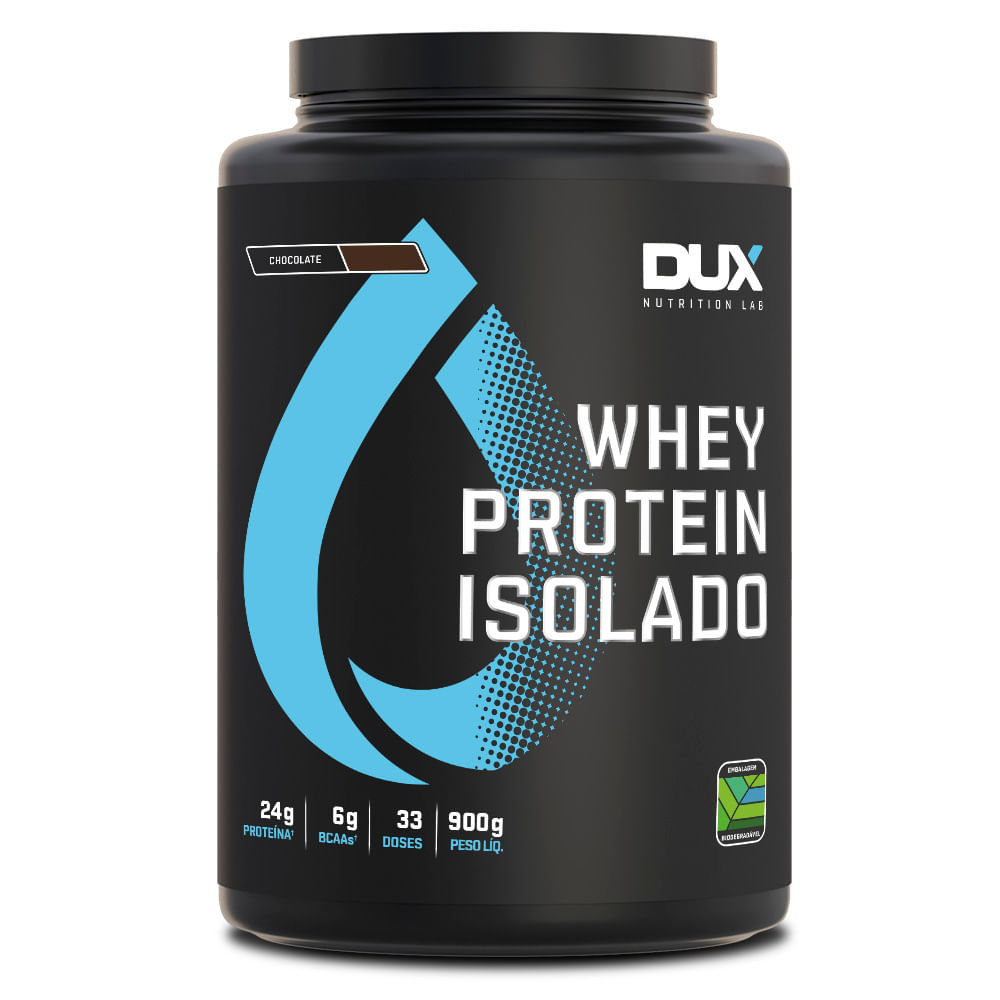 CHOCOLATE
DUX
NUTRITION LAB
WHEY
PROTEIN
ISOLADO
24g
PROTEÍNA†
6g
BCAAs†
33
DOSES
900g
PESO LÍQ.
EMBALAGEM
BIODEGRADÁVEL